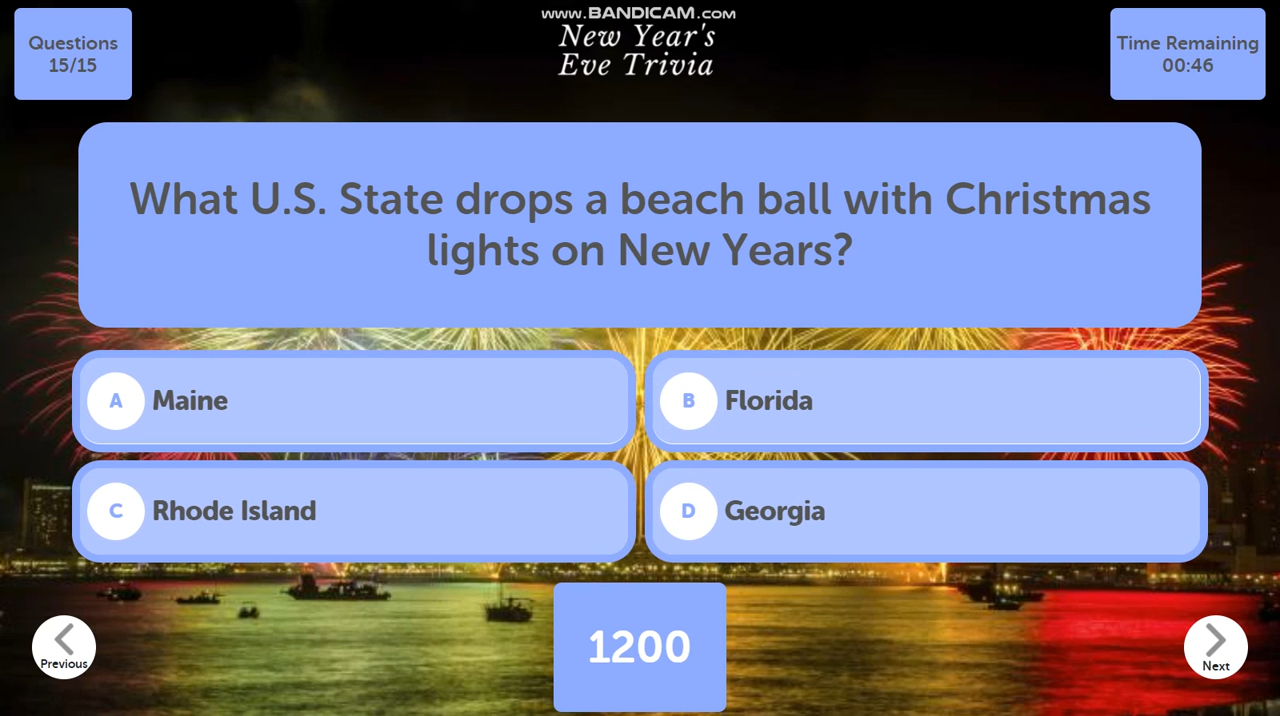 www.BANDICAM.com
New Year's
Eve Trivia
Questions
15/15
Time Remaining
00:46
What U.S. State drops a beach ball with Christmas
lights on New Years?
A Maine
B Florida
C Rhode Island
D Georgia
Previous
1200
Next